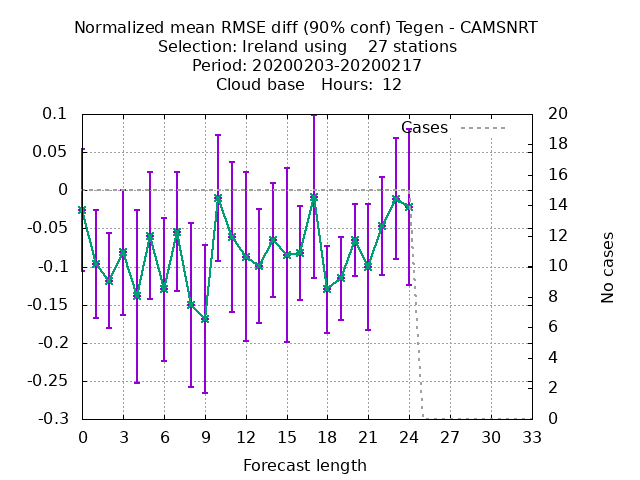 Normalized mean RMSE diff (90% conf) Tegen - CAMSNRT
Selection: Ireland using 27 stations
Period: 20200203-20200217
Cloud base Hours: 12
Cases
0.1
0.05
0
-0.05
-0.1
-0.15
-0.2
-0.25
-0.3
20
18
16
14
12
10
8
6
4
2
0
No cases
0 3 6 9 12 15 18 21 24 27 30 33
Forecast length